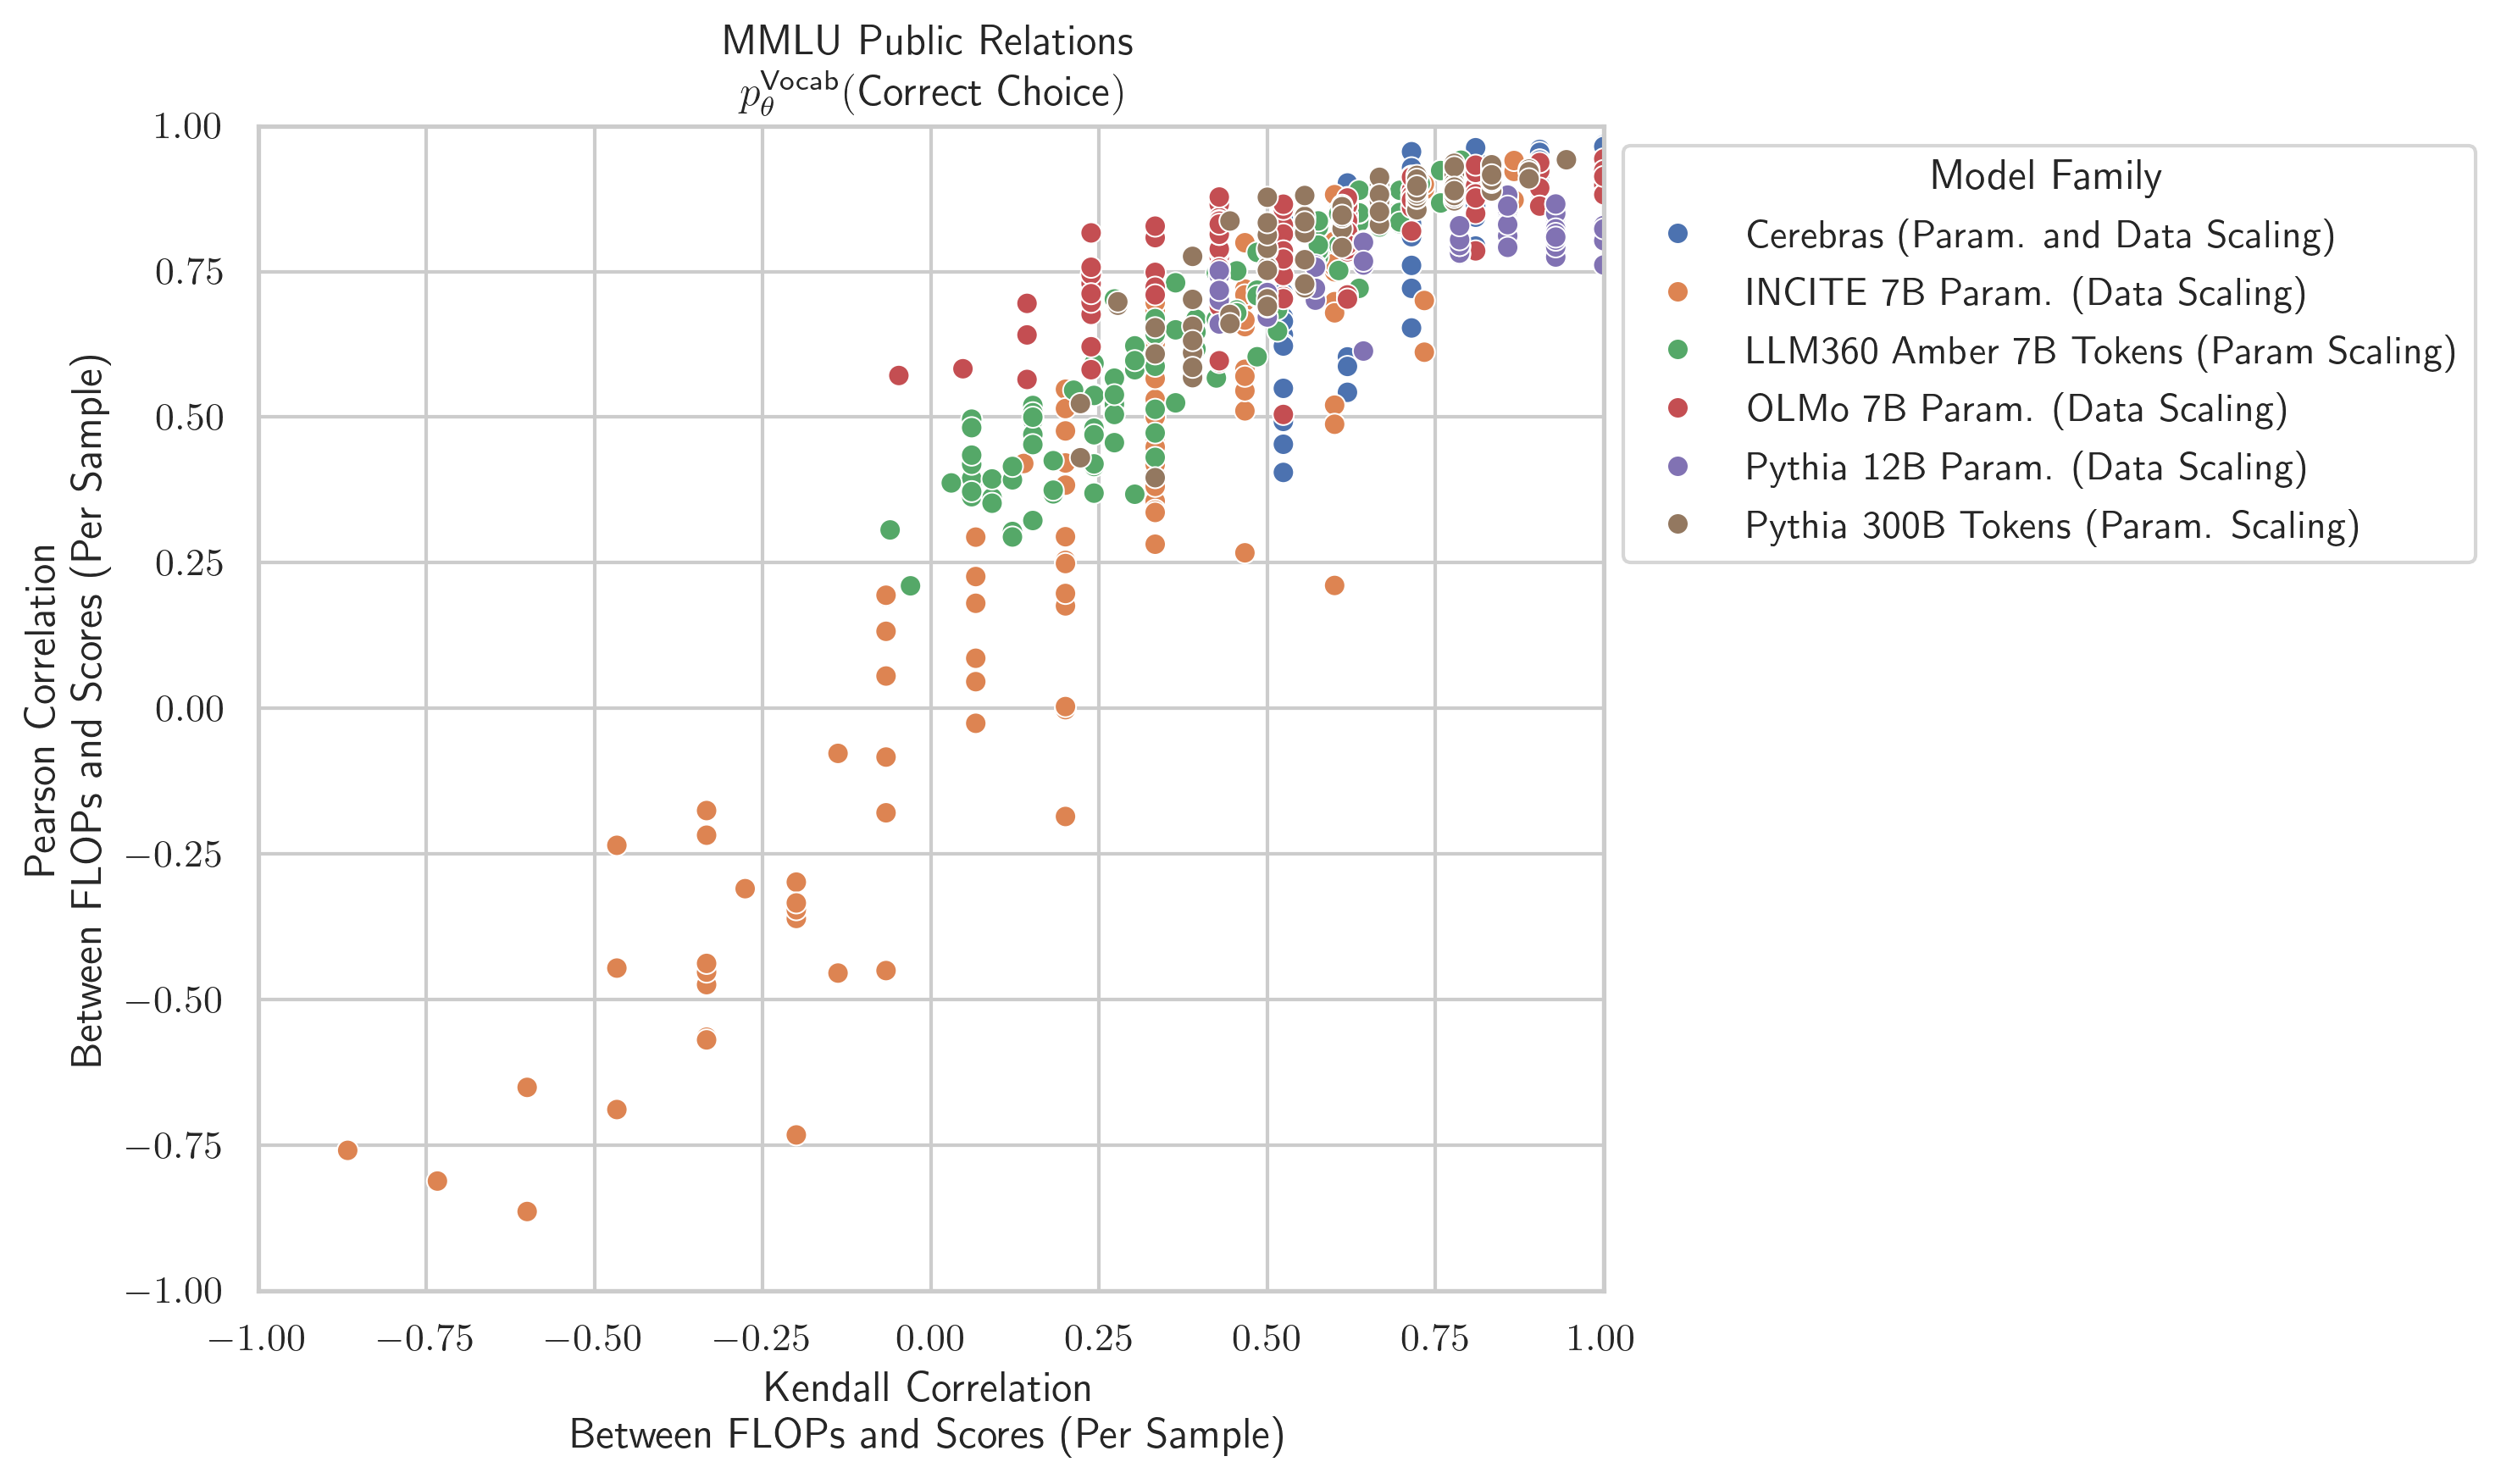 MMLU Public Relations
p_θ^Vocab(Correct Choice)
1.00
0.75
0.50
0.25
0.00
−0.25
−0.50
−0.75
−1.00
Pearson Correlation
Between FLOPs and Scores (Per Sample)
−1.00 −0.75 −0.50 −0.25 0.00 0.25 0.50 0.75 1.00
Kendall Correlation
Between FLOPs and Scores (Per Sample)
Model Family
Cerebras (Param. and Data Scaling)
INCITE 7B Param. (Data Scaling)
LLM360 Amber 7B Tokens (Param Scaling)
OLMo 7B Param. (Data Scaling)
Pythia 12B Param. (Data Scaling)
Pythia 300B Tokens (Param. Scaling)